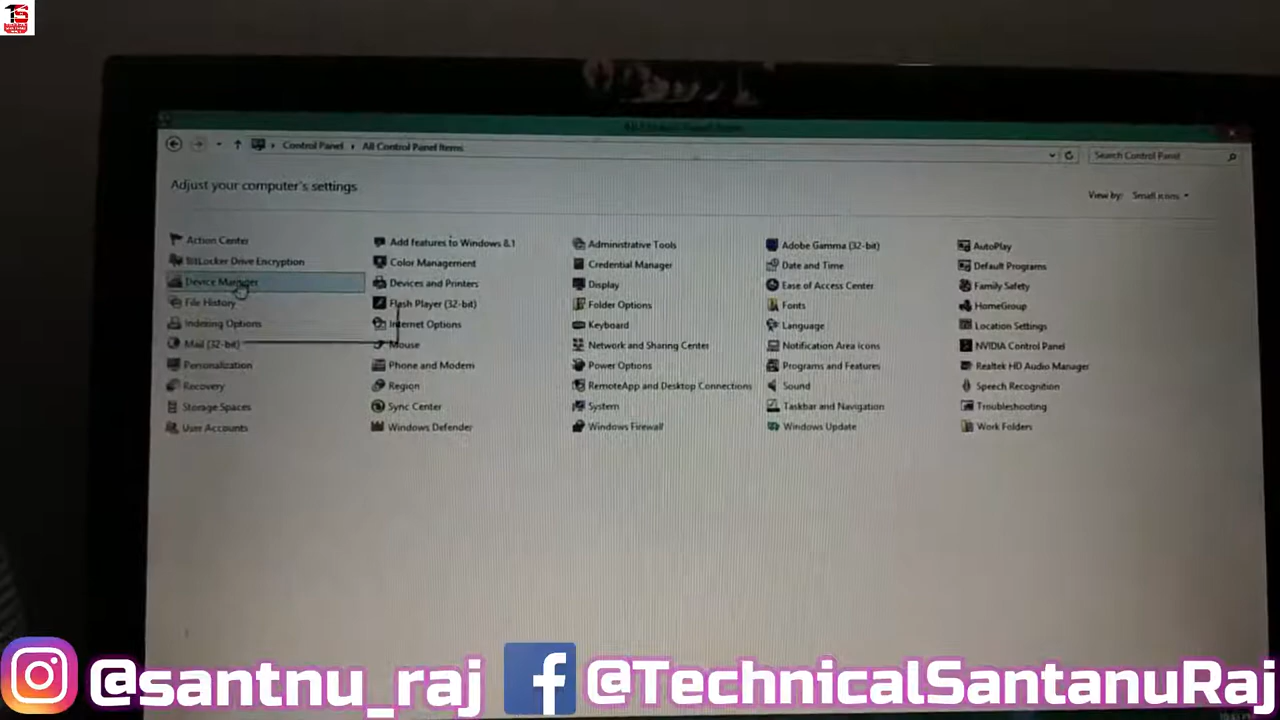 TS
Control Panel › All Control Panel Items
Search Control Panel
Adjust your computer's settings
View by: Small icons
Action Center
BitLocker Drive Encryption
Device Manager
File History
Indexing Options
Mail (32-bit)
Personalization
Recovery
Storage Spaces
User Accounts
Add features to Windows 8.1
Color Management
Devices and Printers
Flash Player (32-bit)
Internet Options
Mouse
Phone and Modem
Region
Sync Center
Windows Defender
Administrative Tools
Credential Manager
Display
Folder Options
Keyboard
Network and Sharing Center
Power Options
RemoteApp and Desktop Connections
System
Windows Firewall
Adobe Gamma (32-bit)
Date and Time
Ease of Access Center
Fonts
Language
Notification Area Icons
Programs and Features
Sound
Taskbar and Navigation
Windows Update
AutoPlay
Default Programs
Family Safety
HomeGroup
Location Settings
NVIDIA Control Panel
Realtek HD Audio Manager
Speech Recognition
Troubleshooting
Work Folders
@santnu_raj
@TechnicalSantanuRaj